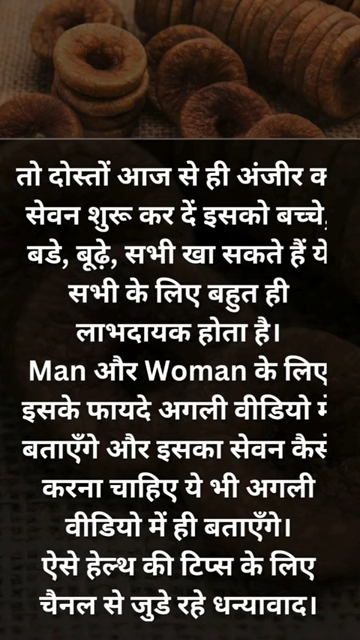 तो दोस्तों आज से ही अंजीर क
सेवन शुरू कर दें इसको बच्चे,
बडे, बूढ़े, सभी खा सकते हैं ये
सभी के लिए बहुत ही
लाभदायक होता है।
Man और Woman के लिए
इसके फायदे अगली वीडियो में
बताएँगे और इसका सेवन कैसे
करना चाहिए ये भी अगली
वीडियो में ही बताएँगे।
ऐसे हेल्थ की टिप्स के लिए
चैनल से जुडे रहे धन्यावाद।